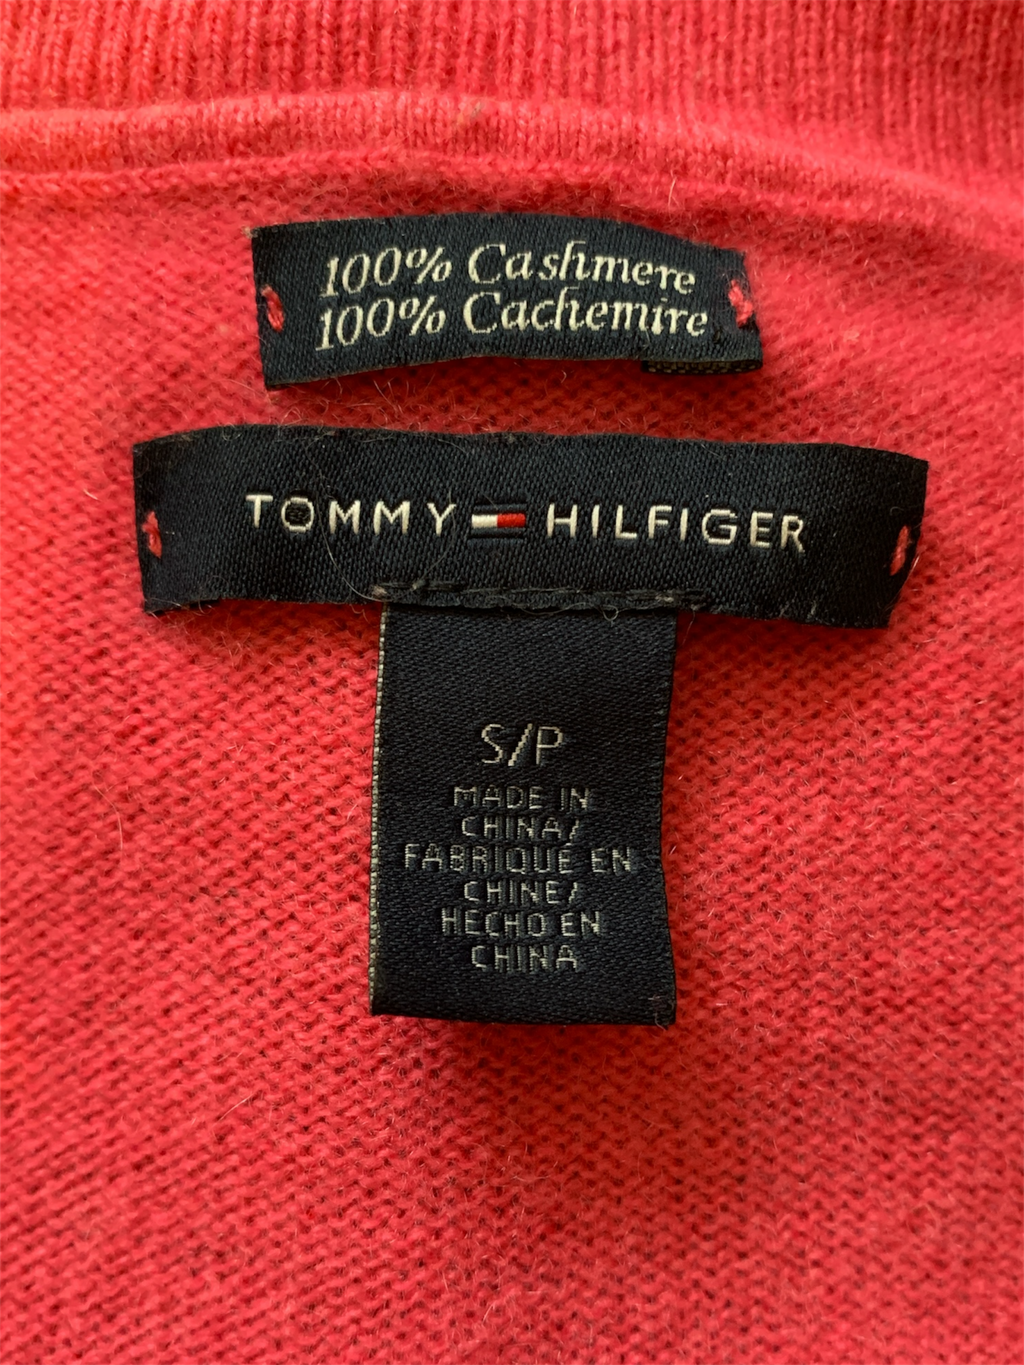 100% Cashmere
100% Cachemire
TOMMY HILFIGER
S/P
MADE IN
CHINA/
FABRIQUÉ EN
CHINE/
HECHO EN
CHINA